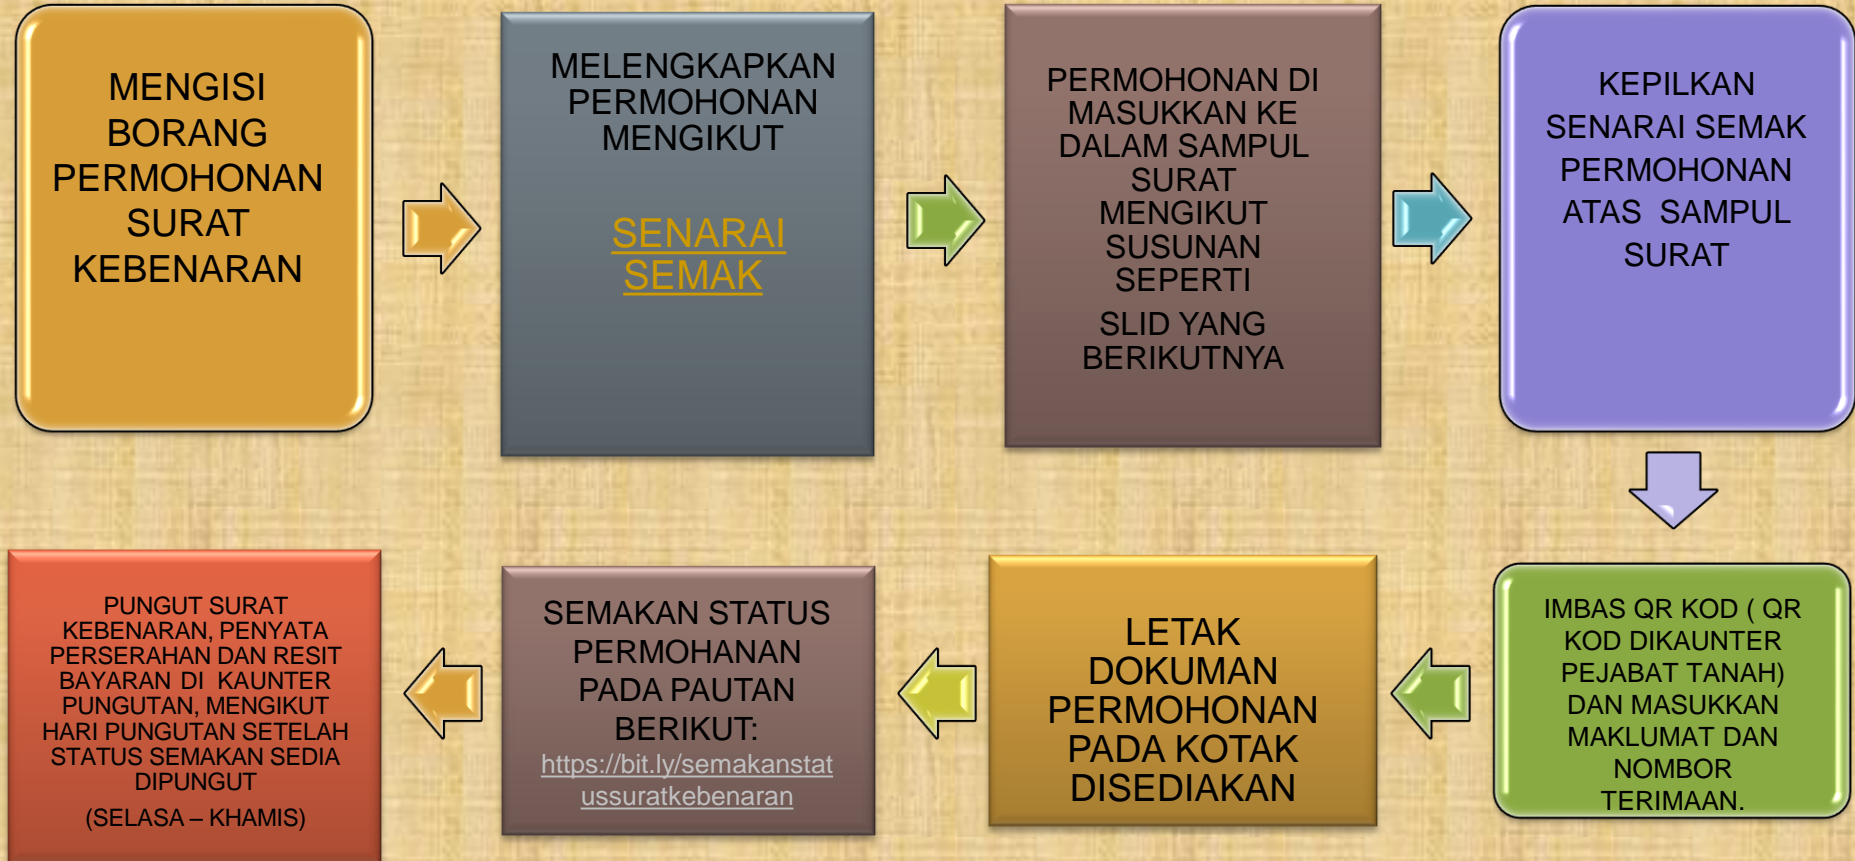 MENGISI
BORANG
PERMOHONAN
SURAT
KEBENARAN
MELENGKAPKAN
PERMOHONAN
MENGIKUT
SENARAI
SEMAK
PERMOHONAN DI
MASUKKAN KE
DALAM SAMPUL
SURAT
MENGIKUT
SUSUNAN
SEPERTI
SLID YANG
BERIKUTNYA
KEPILKAN
SENARAI SEMAK
PERMOHONAN
ATAS SAMPUL
SURAT
IMBAS QR KOD ( QR
KOD DIKAUNTER
PEJABAT TANAH)
DAN MASUKKAN
MAKLUMAT DAN
NOMBOR
TERIMAAN.
LETAK
DOKUMAN
PERMOHONAN
PADA KOTAK
DISEDIAKAN
SEMAKAN STATUS
PERMOHANAN
PADA PAUTAN
BERIKUT:
https://bit.ly/semakanstat
ussuratkebenaran
PUNGUT SURAT
KEBENARAN, PENYATA
PERSERAHAN DAN RESIT
BAYARAN DI KAUNTER
PUNGUTAN, MENGIKUT
HARI PUNGUTAN SETELAH
STATUS SEMAKAN SEDIA
DIPUNGUT
(SELASA – KHAMIS)